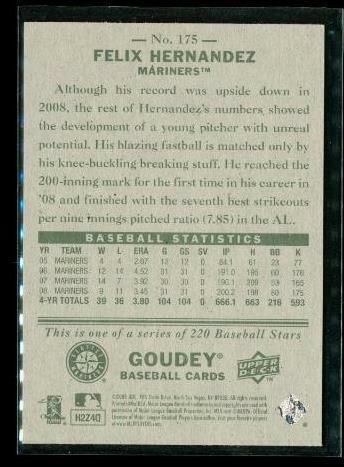 — No. 175 —
FELIX HERNANDEZ
MARINERS™
Although his record was upside down in
2008, the rest of Hernandez's numbers showed
the development of a young pitcher with unreal
potential. His blazing fastball is matched only by
his knee-buckling breaking stuff. He reached the
200-inning mark for the first time in his career in
'08 and finished with the seventh best strikeouts
per nine innings pitched ratio (7.85) in the AL.
BASEBALL STATISTICS
YR TEAM W L ERA G GS SV IP H BB K
05 MARINERS 4 4 2.67 12 12 0 84.1 61 23 77
06 MARINERS 12 14 4.52 31 31 0 191.0 195 60 176
07 MARINERS 14 7 3.92 30 30 0 190.1 209 53 165
08 MARINERS 9 11 3.45 31 31 0 200.2 198 80 175
4-YR TOTALS 39 36 3.80 104 104 0 666.1 663 216 593
This is one of a series of 220 Baseball Stars
GOUDEY®
BASEBALL CARDS
UPPER
DECK
H2Z4Q